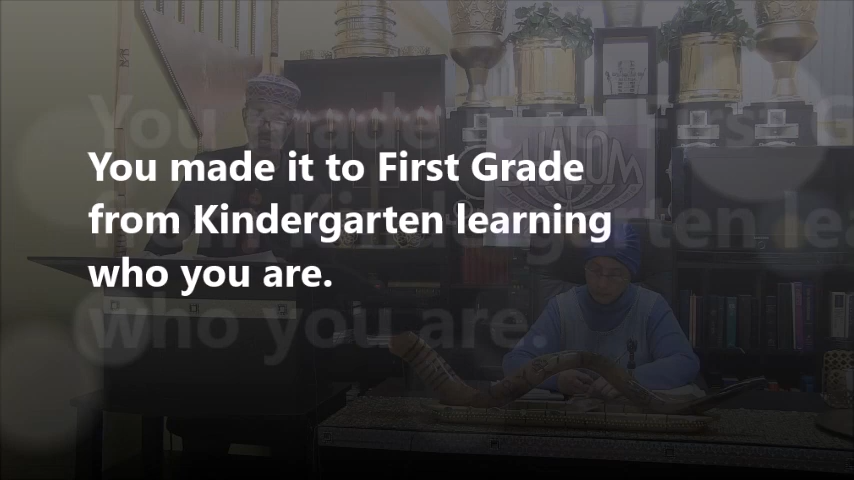 You made it to First Grade
from Kindergarten learning
who you are.